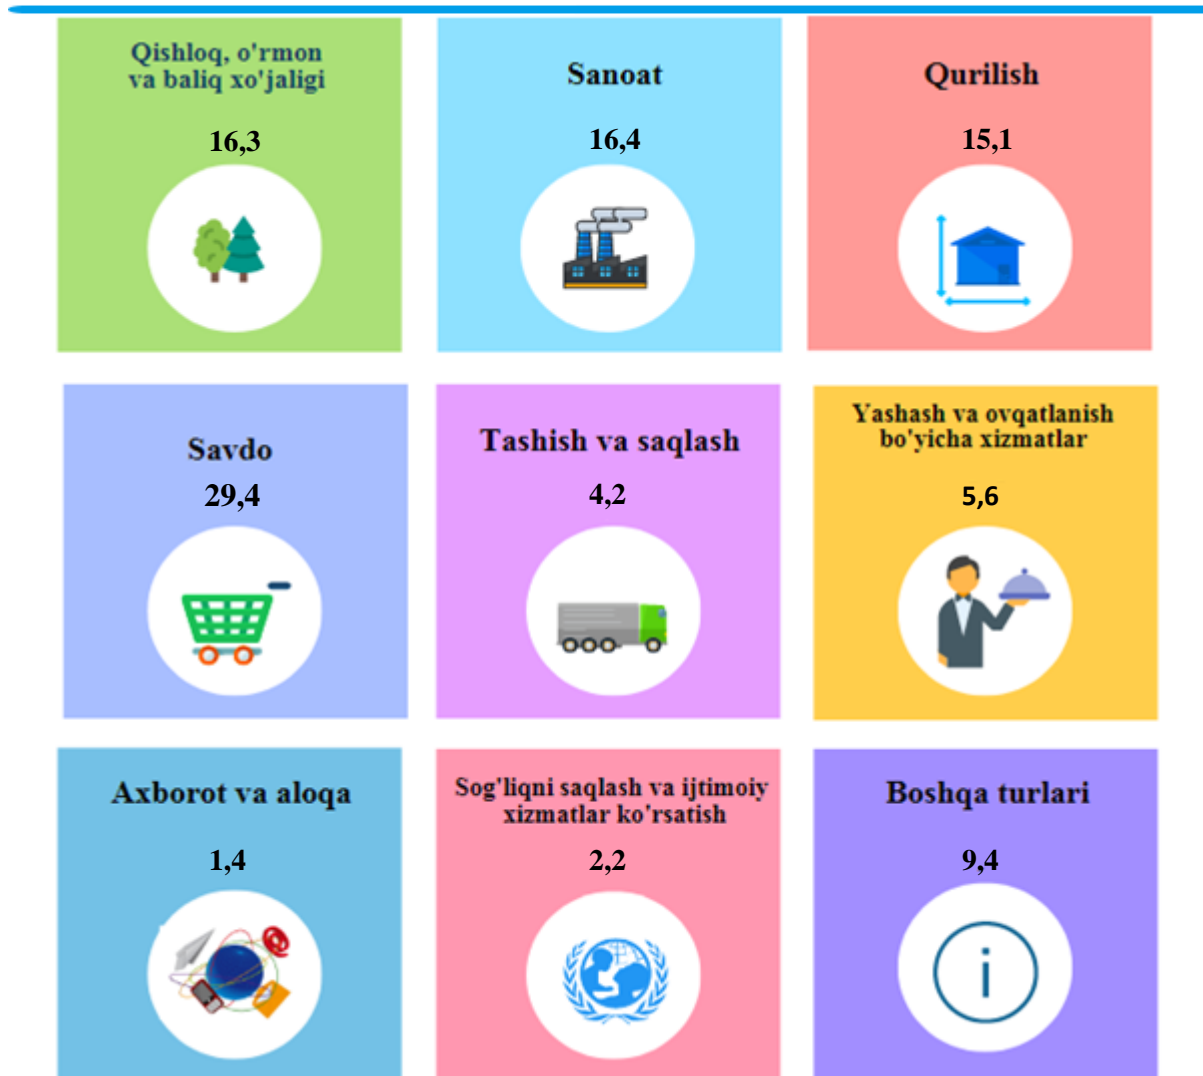 Qishloq, o'rmon
va baliq xo'jaligi
16,3
Sanoat
16,4
Qurilish
15,1
Savdo
29,4
Tashish va saqlash
4,2
Yashash va ovqatlanish
bo'yicha xizmatlar
5,6
Axborot va aloqa
1,4
Sog'liqni saqlash va ijtimoiy
xizmatlar ko'rsatish
2,2
Boshqa turlari
9,4
i